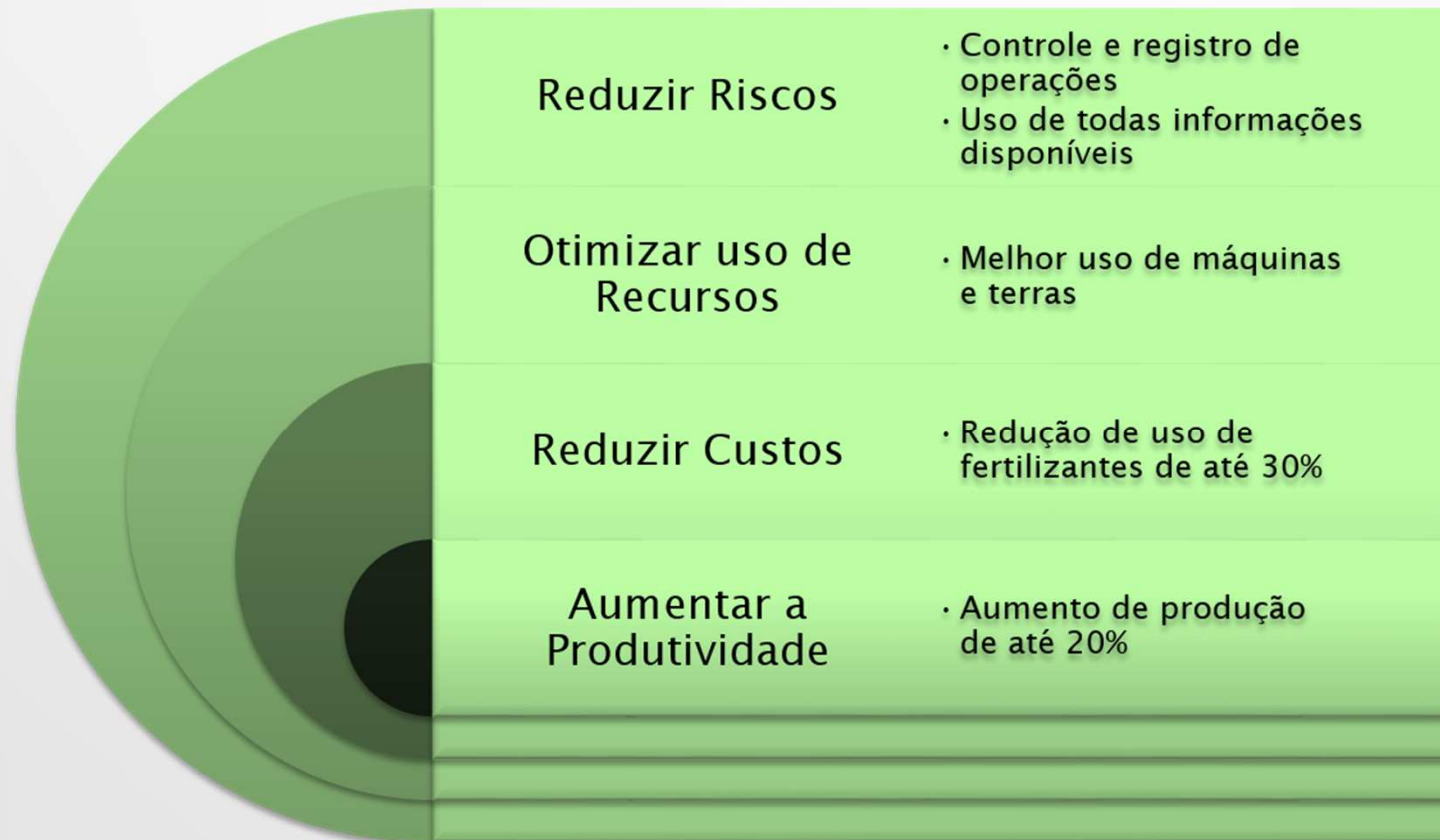 Reduzir Riscos
· Controle e registro de
operações
· Uso de todas informações
disponíveis
Otimizar uso de
Recursos
· Melhor uso de máquinas
e terras
Reduzir Custos
· Redução de uso de
fertilizantes de até 30%
Aumentar a
Produtividade
· Aumento de produção
de até 20%